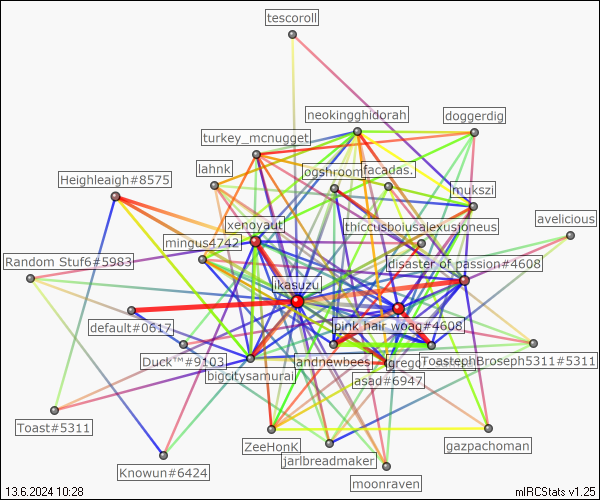 tescoroll
neokingghidorah
doggerdig
turkey_mcnugget
lahnk
ogshroom
facadas.
Heighleaigh#8575
mukszi
xenoyaut
thiccusboiusalexusjoneus
avelicious
mingus4742
Random Stuf6#5983
disaster of passion#4608
ikasuzu
default#0617
pink hair woag#4608
Duck™#9103
landnewbees
grego
ToastephBroseph5311#5311
bigcitysamurai
asad#6947
Toast#5311
ZeeHonK
gazpachoman
jarlbreadmaker
Knowun#6424
moonraven
13.6.2024 10:28
mIRCStats v1.25